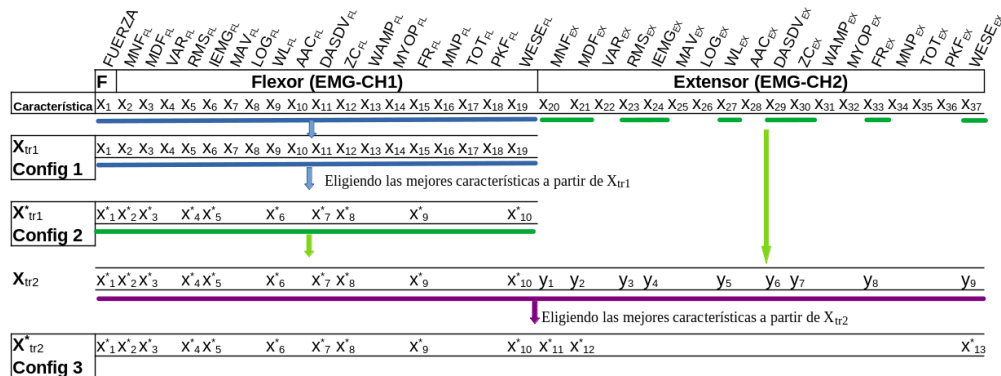 FUERZA MNF_FL MDF_FL VAR_FL RMS_FL IEMG_FL MAV_FL LOG_FL WL_FL AAC_FL DASDV_FL ZC_FL WAMP_FL MYOP_FL FR_FL MNP_FL TOT_FL PKF_FL WESE_FL MNF_EX MDF_EX VAR_EX RMS_EX IEMG_EX MAV_EX LOG_EX WL_EX AAC_EX DASDV_EX ZC_EX WAMP_EX MYOP_EX FR_EX MNP_EX TOT_EX PKF_EX WESE_EX
F Flexor (EMG-CH1) Extensor (EMG-CH2)
Característica x1 x2 x3 x4 x5 x6 x7 x8 x9 x10 x11 x12 x13 x14 x15 x16 x17 x18 x19 x20 x21 x22 x23 x24 x25 x26 x27 x28 x29 x30 x31 x32 x33 x34 x35 x36 x37
Xtr1 x1 x2 x3 x4 x5 x6 x7 x8 x9 x10 x11 x12 x13 x14 x15 x16 x17 x18 x19
Config 1
Eligiendo las mejores características a partir de Xtr1
X*tr1 x*1 x*2 x*3 x*4 x*5 x*6 x*7 x*8 x*9 x*10
Config 2
Xtr2 x*1 x*2 x*3 x*4 x*5 x*6 x*7 x*8 x*9 x*10 y1 y2 y3 y4 y5 y6 y7 y8 y9
Eligiendo las mejores características a partir de Xtr2
X*tr2 x*1 x*2 x*3 x*4 x*5 x*6 x*7 x*8 x*9 x*10 x*11 x*12 x*13
Config 3